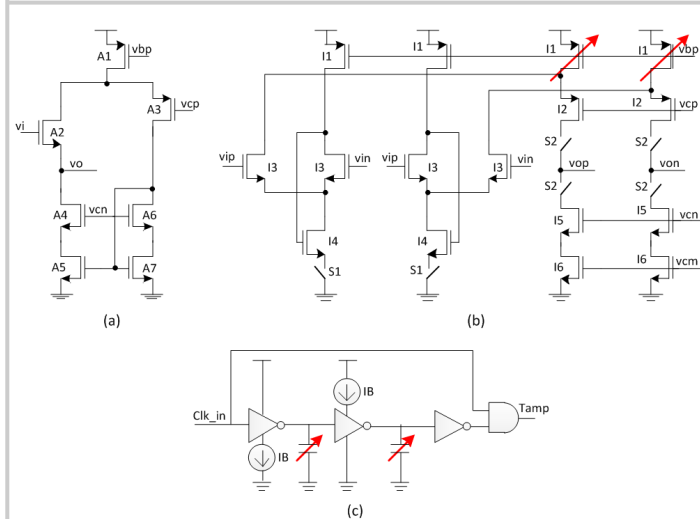 A1
vbp
A3
vcp
vi
A2
vo
A4
vcn
A6
A5
A7
(a)
I1
I1
I1
I1
vbp
I2
I2
vcp
S2
S2
vip
I3
I3
vin
vip
I3
I3
vin
vop
von
S2
S2
I4
I4
I5
I5
vcn
S1
S1
I6
I6
vcm
(b)
IB
Clk_in
Tamp
IB
(c)